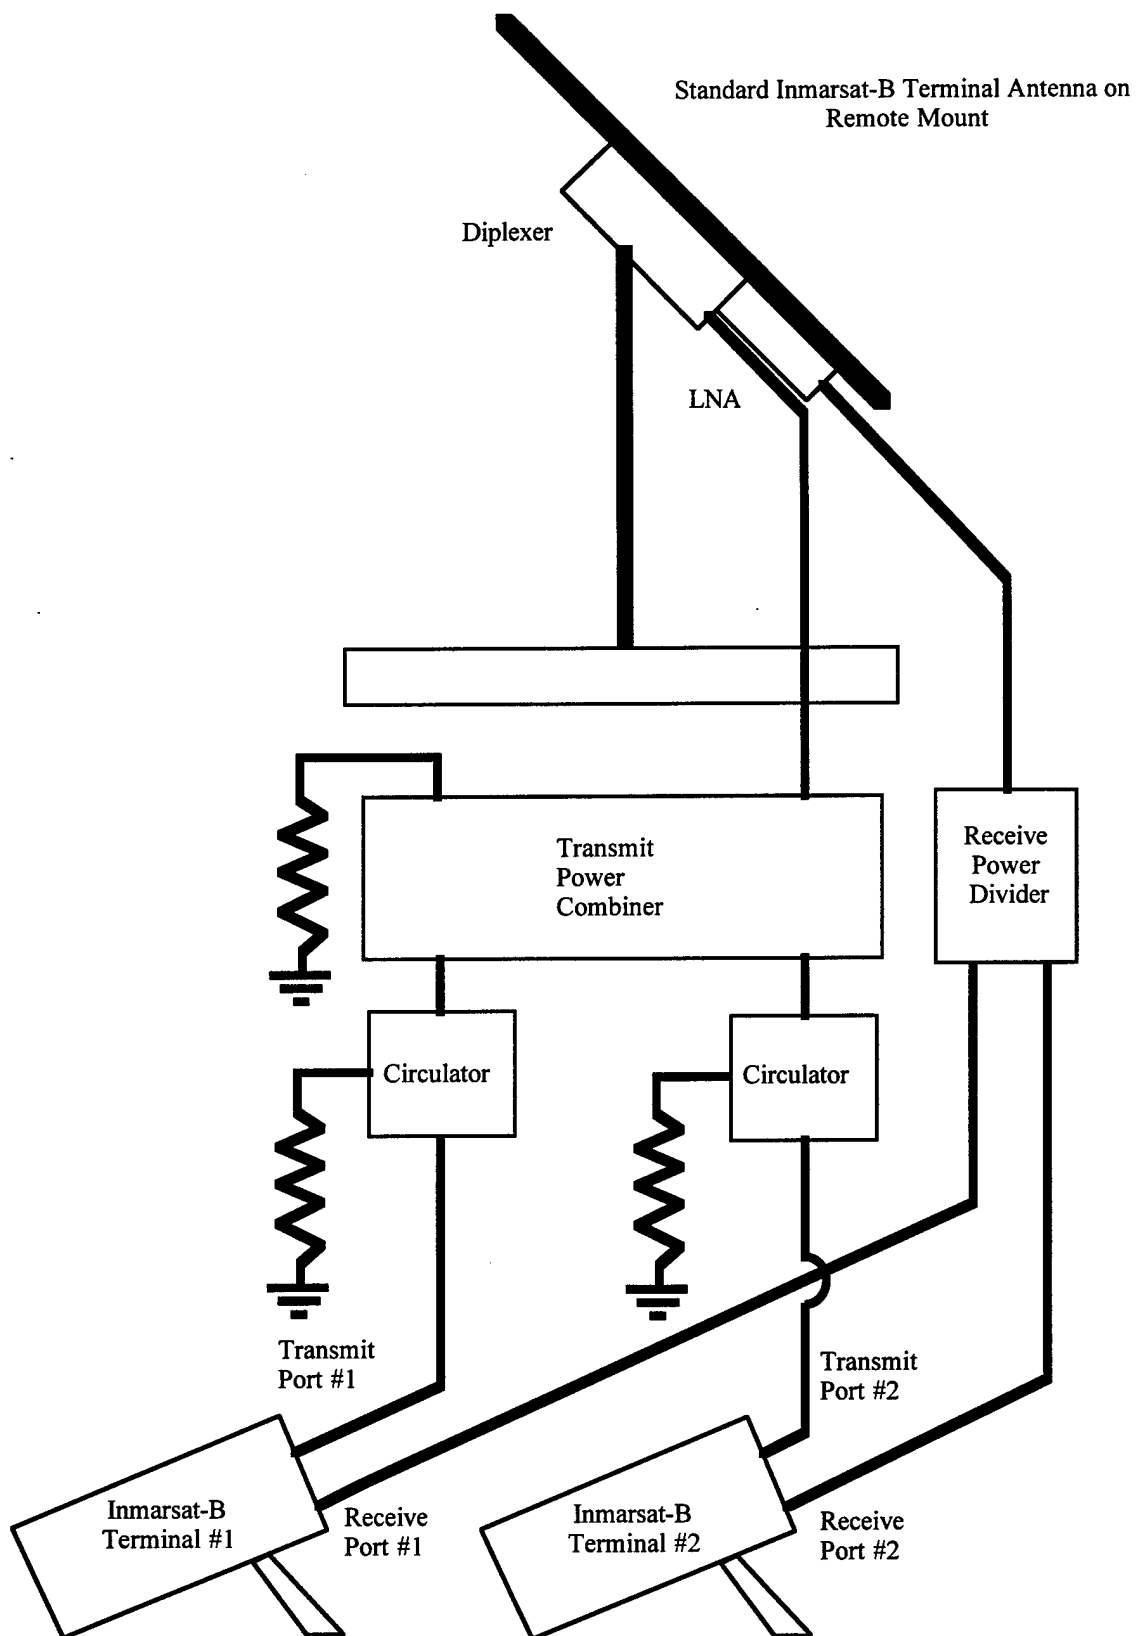 Standard Inmarsat-B Terminal Antenna on
Remote Mount
Diplexer
LNA
Transmit
Power
Combiner
Receive
Power
Divider
Circulator
Circulator
Transmit
Port #1
Transmit
Port #2
Inmarsat-B
Terminal #1
Receive
Port #1
Inmarsat-B
Terminal #2
Receive
Port #2